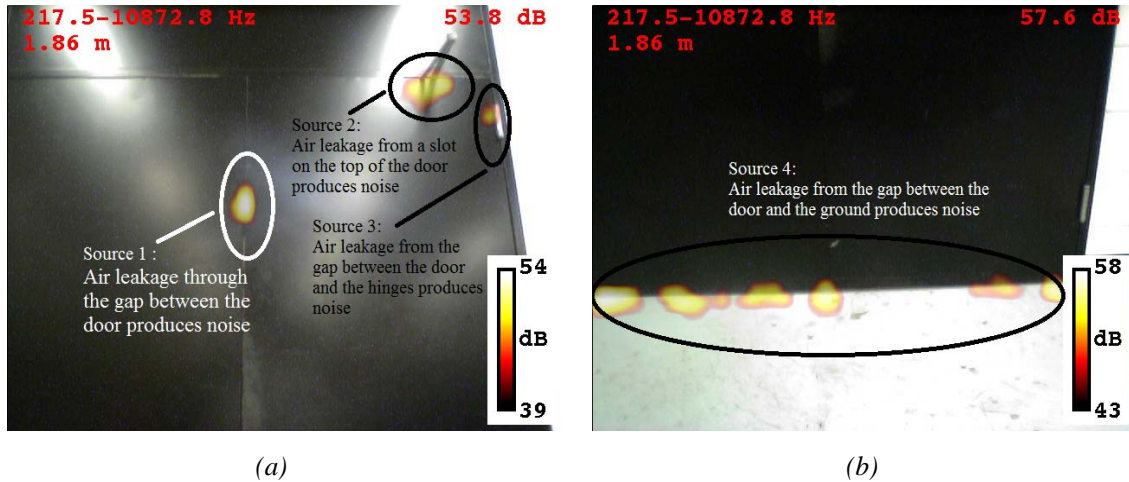 217.5-10872.8 Hz
53.8 dB
1.86 m
Source 2:
Air leakage from a slot
on the top of the door
produces noise
Source 1 :
Air leakage through
the gap between the
door produces noise
Source 3:
Air leakage from the
gap between the door
and the hinges produces
noise
54
dB
39
(a)
217.5-10872.8 Hz
57.6 dB
1.86 m
Source 4:
Air leakage from the gap between the
door and the ground produces noise
58
dB
43
(b)